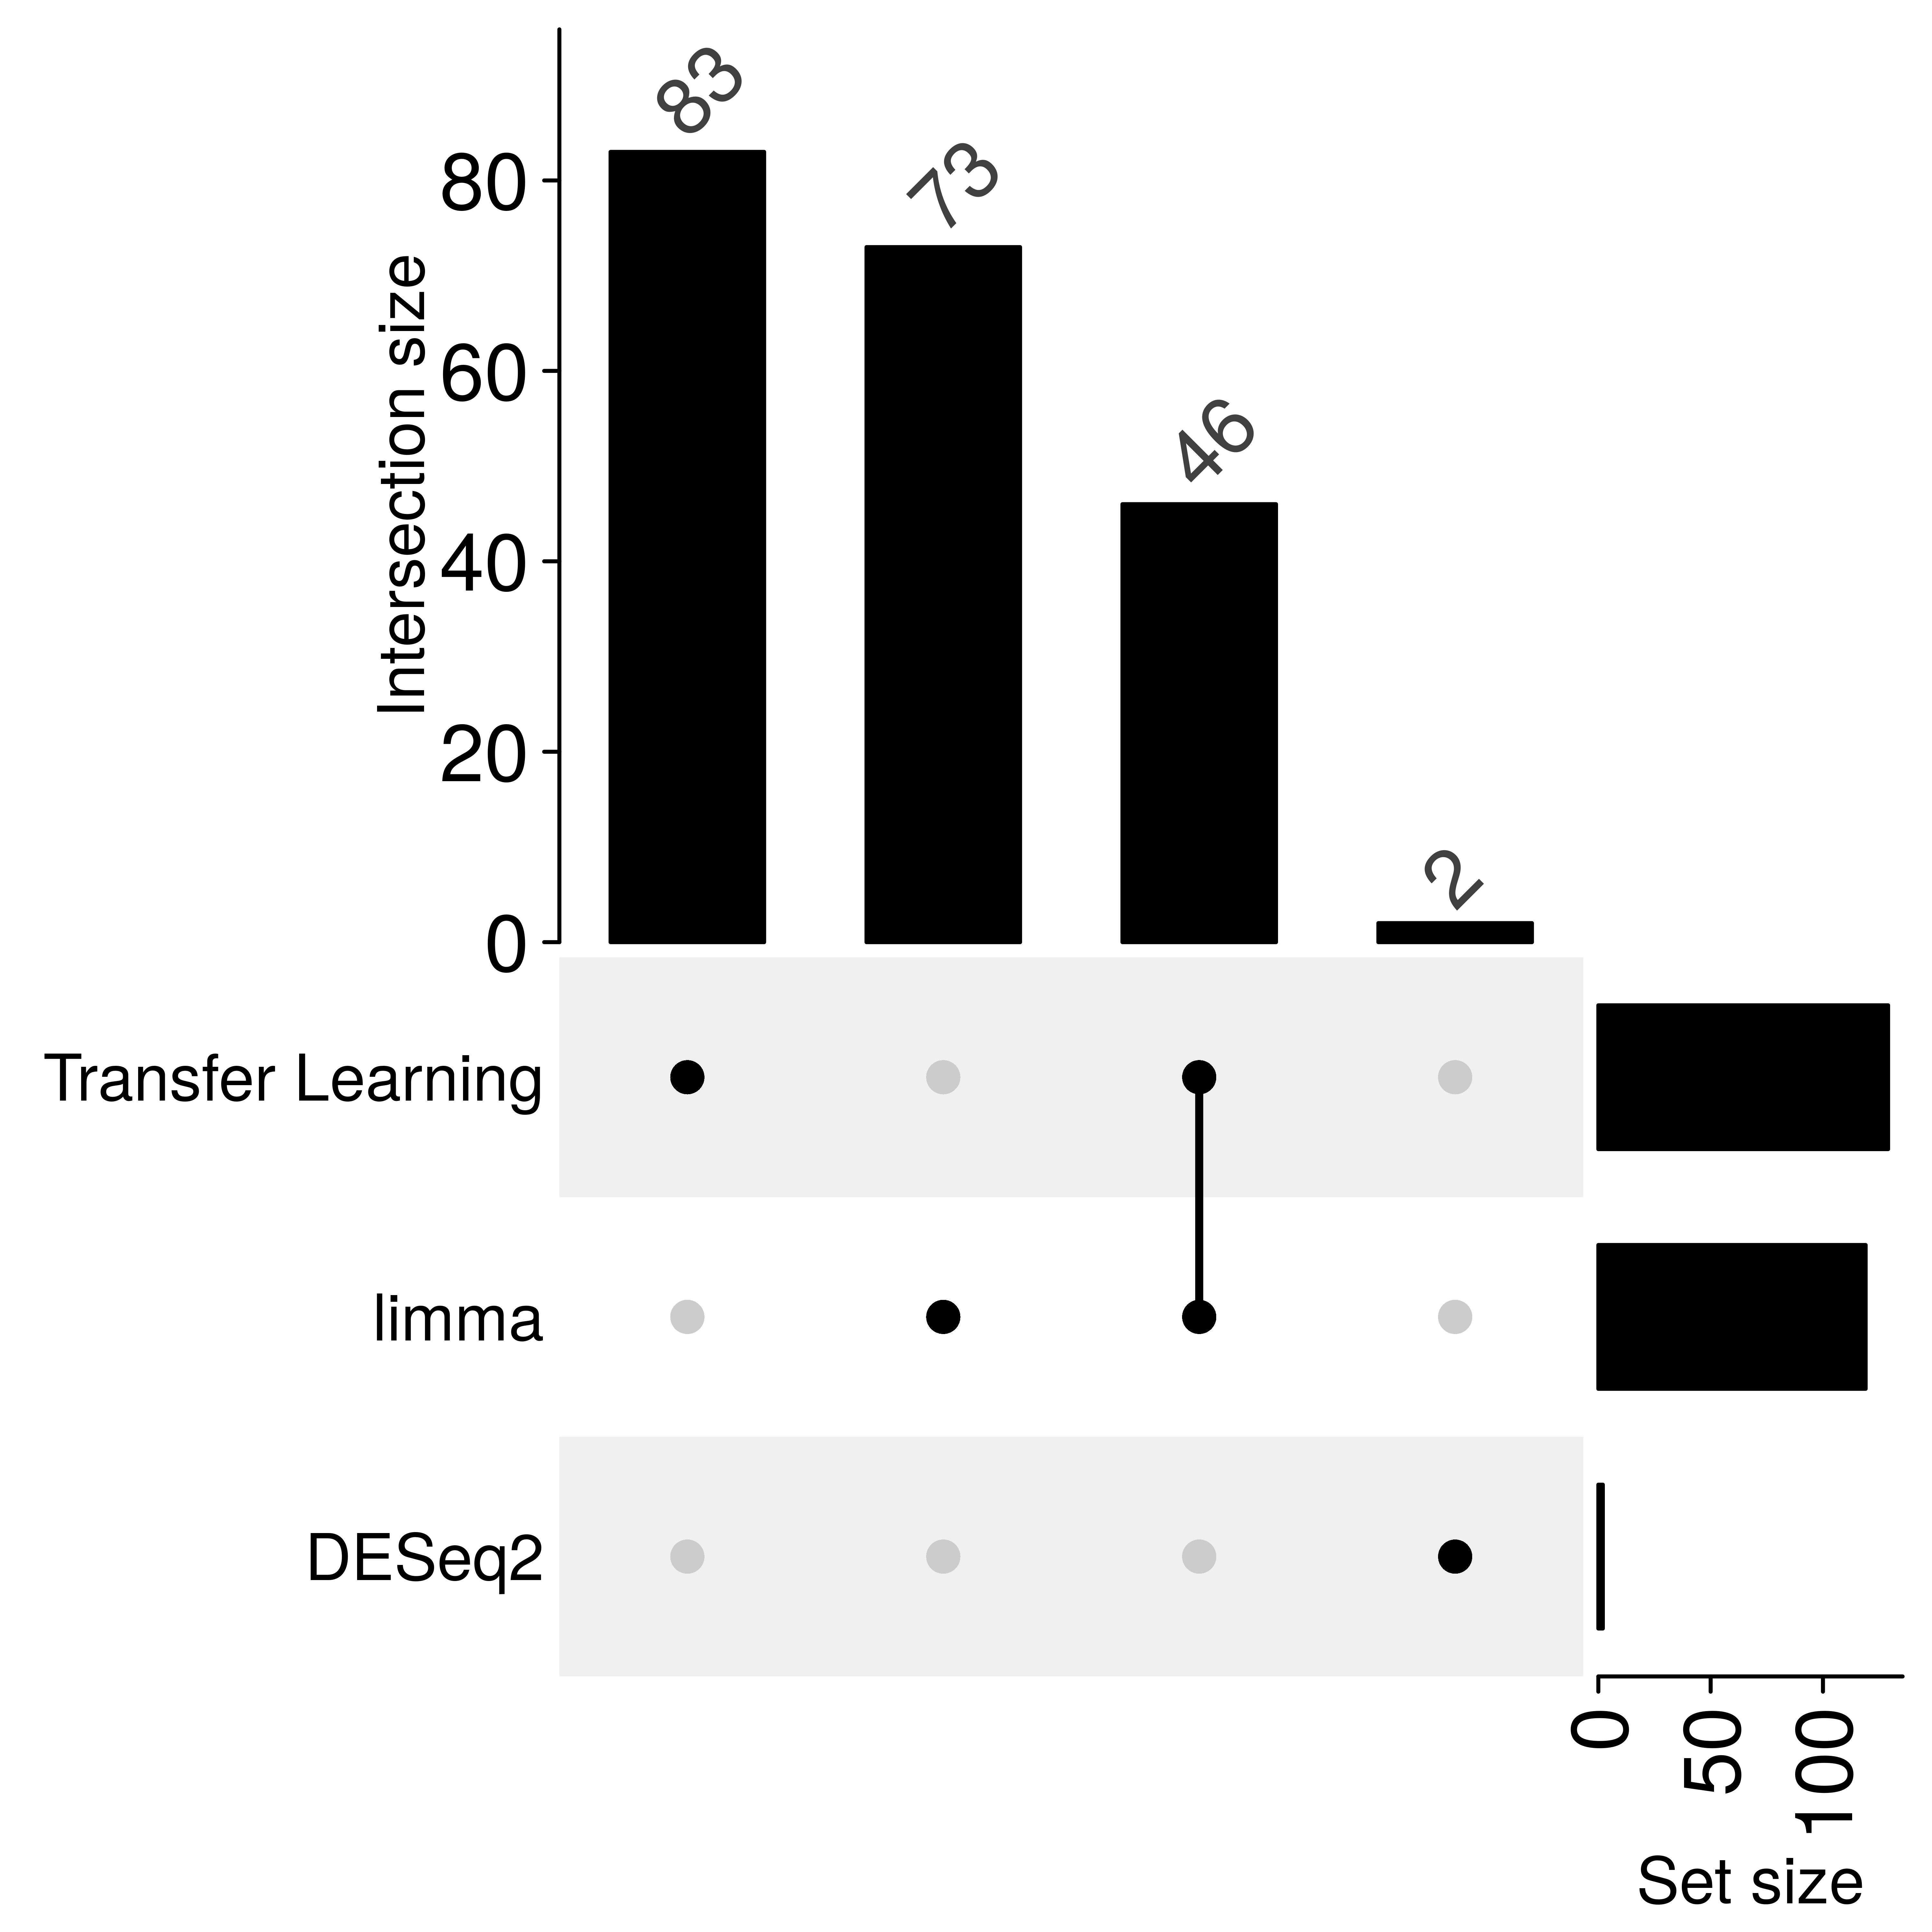 Intersection size
80
60
40
20
0
83
73
46
2
Transfer Learning
limma
DESeq2
0
50
100
Set size